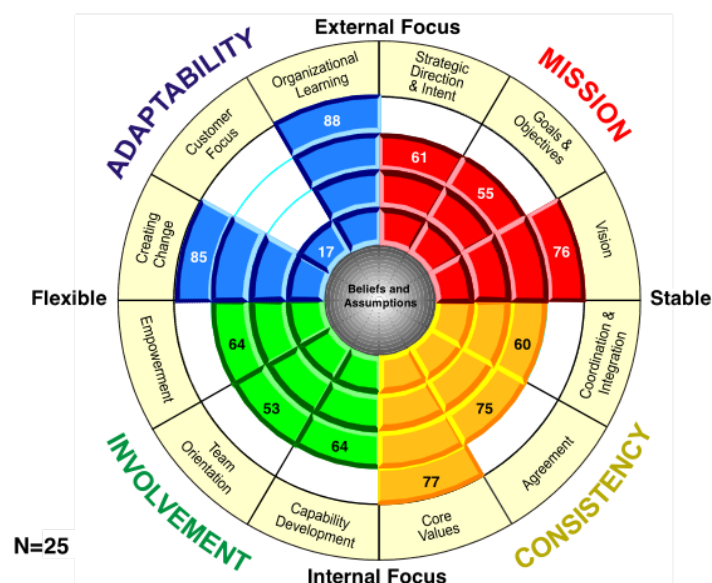 External Focus
ADAPTABILITY
MISSION
Organizational
Learning
Strategic
Direction
& Intent
Customer
Focus
Goals &
Objectives
Creating
Change
Vision
88
61
55
85
17
76
Beliefs and
Assumptions
Flexible
Stable
Empowerment
64
60
Coordination &
Integration
53
75
64
77
Team
Orientation
Agreement
Capability
Development
Core
Values
INVOLVEMENT
CONSISTENCY
N=25
Internal Focus